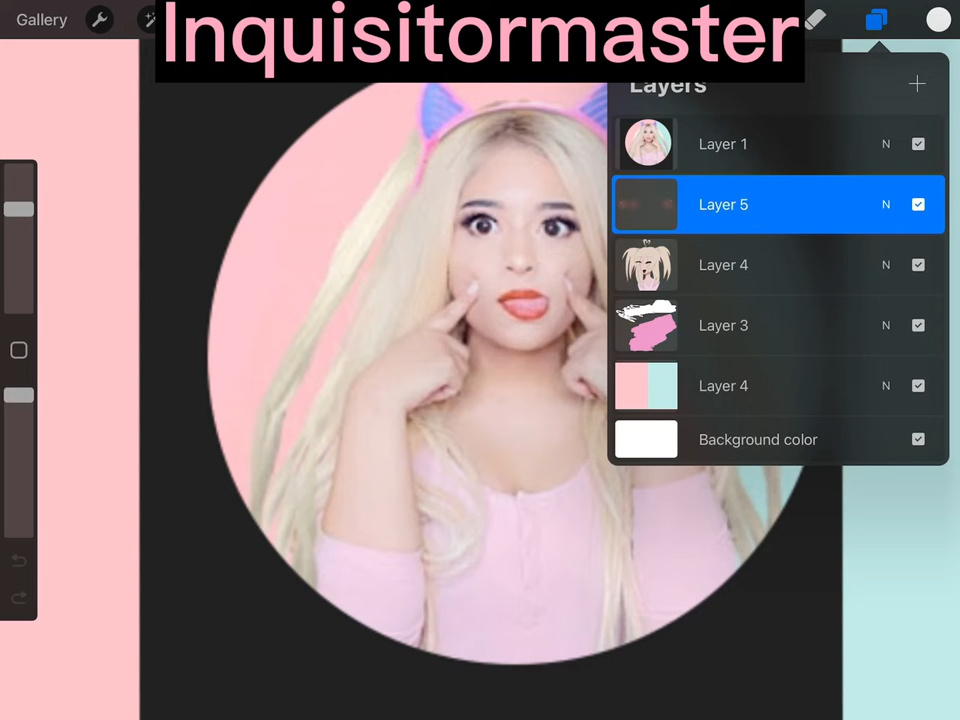 Inquisitormaster
Gallery
Layers
Layer 1 N
Layer 5 N
Layer 4 N
Layer 3 N
Layer 4 N
Background color